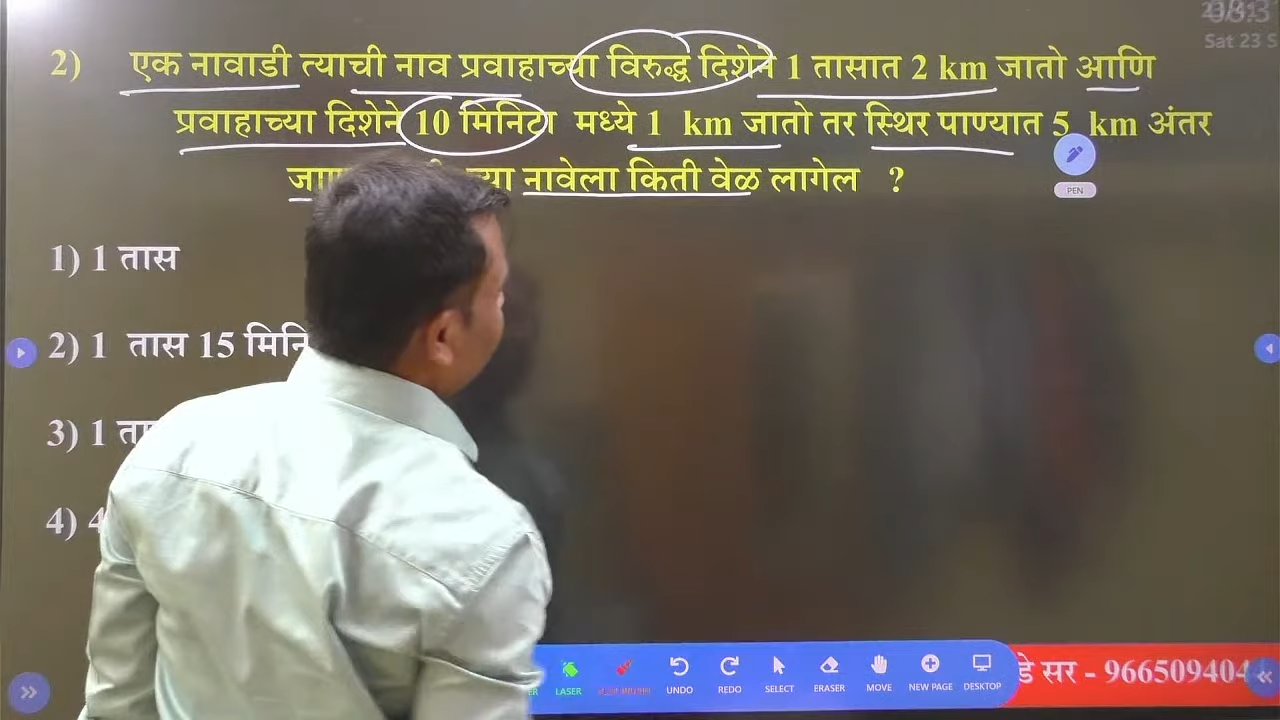 Sat 23 S
2) एक नावाडी त्याची नाव प्रवाहाच्या विरुद्ध दिशेने 1 तासात 2 km जातो आणि
प्रवाहाच्या दिशेने 10 मिनिटा मध्ये 1 km जातो तर स्थिर पाण्यात 5 km अंतर
नावेला किती वेळ लागेल ?
PEN
1) 1 तास
2) 1 तास 15 मिनि
3) 1 ता
4) 4
LASER UNDO REDO SELECT ERASER MOVE NEW PAGE DESKTOP
डे सर - 966509404